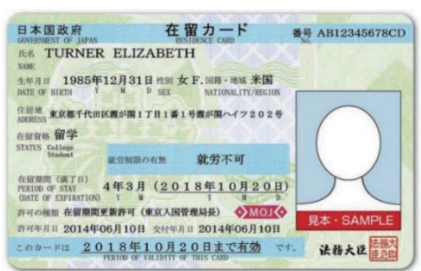 日本国政府 在留カード 番号 AB12345678CD
GOVERNMENT OF JAPAN RESIDENCE CARD No.
氏名 TURNER ELIZABETH
NAME
生年月日 1985年12月31日 性別 女 F. 国籍・地域 米国
DATE OF BIRTH Y M D SEX NATIONALITY/REGION
住居地 東京都千代田区霞が関1丁目1番1号霞が関ハイツ202号
ADDRESS
在留資格 留学
STATUS College
Student
就労制限の有無 就労不可
在留期間(満了日) 4年3月(2018年10月20日)
PERIOD OF STAY Y M Y M D
(DATE OF EXPIRATION)
許可の種類 在留期間更新許可(東京入国管理局長) MOJ
見本・SAMPLE
許可年月日 2014年06月10日 交付年月日 2014年06月10日
このカードは 2018年10月20日まで有効 です。
PERIOD OF VALIDITY OF THIS CARD
法務大臣